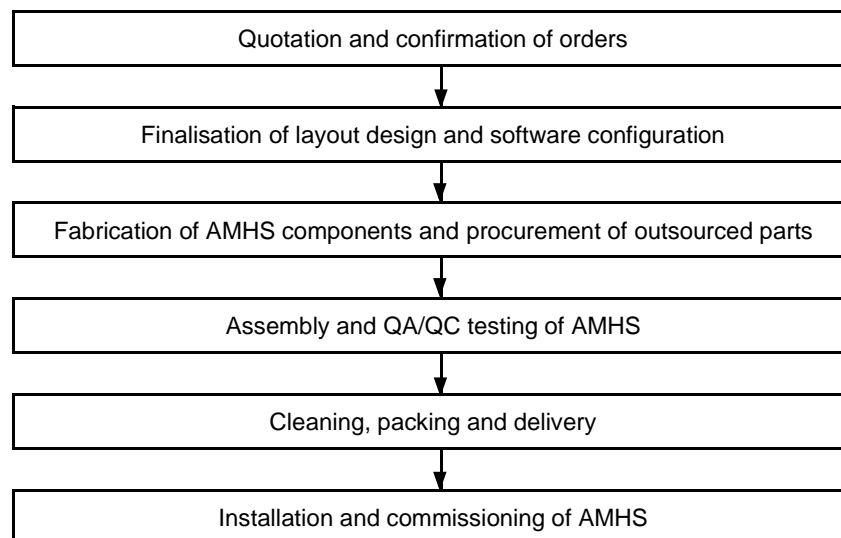 Quotation and confirmation of orders
Finalisation of layout design and software configuration
Fabrication of AMHS components and procurement of outsourced parts
Assembly and QA/QC testing of AMHS
Cleaning, packing and delivery
Installation and commissioning of AMHS